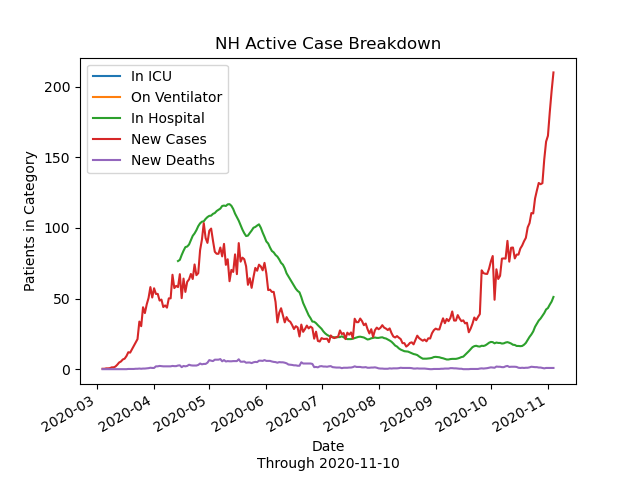 NH Active Case Breakdown
In ICU
On Ventilator
In Hospital
New Cases
New Deaths
Patients in Category
200
150
100
50
0
2020-03
2020-04
2020-05
2020-06
2020-07
2020-08
2020-09
2020-10
2020-11
Date
Through 2020-11-10